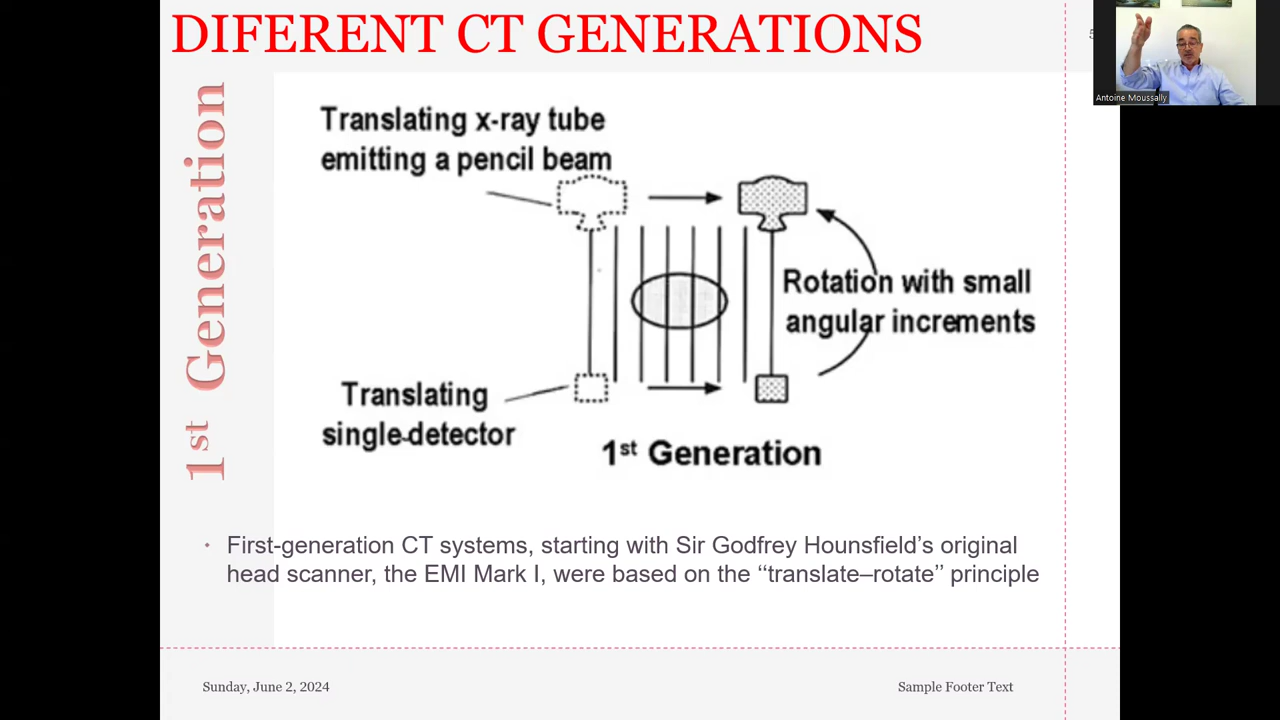 DIFERENT CT GENERATIONS
Antoine Moussally
1st Generation
Translating x-ray tube
emitting a pencil beam
Rotation with small
angular increments
Translating
single-detector
1st Generation
• First-generation CT systems, starting with Sir Godfrey Hounsfield’s original
head scanner, the EMI Mark I, were based on the ‘‘translate–rotate’’ principle
Sunday, June 2, 2024
Sample Footer Text